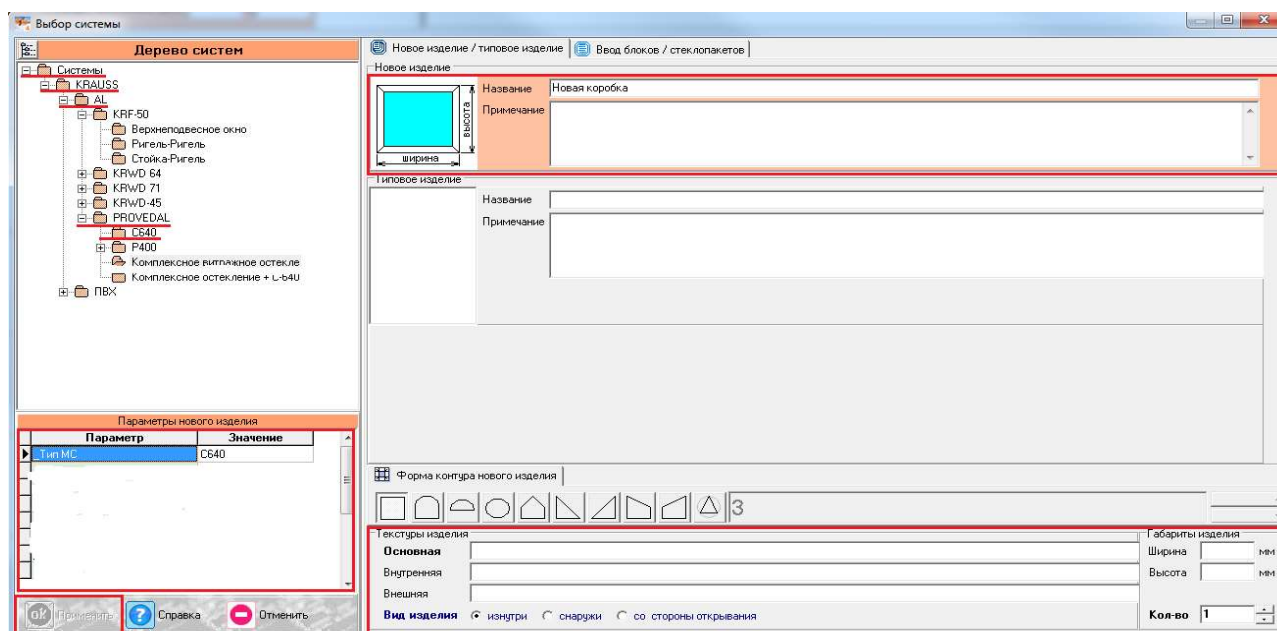 Выбор системы
Дерево систем
Системы
KRAUSS
AL
KRF-50
Верхнеподвесное окно
Ригель-Ригель
Стойка-Ригель
KRWD 64
KRWD 71
KRWD-45
PROVEDAL
C640
P400
Комплексное витражное остекле
Комплексное остекление + C-640
ПВХ
Параметры нового изделия
Параметр Значение
_Тип МС C640
ok Применить ? Справка Отменить
Новое изделие / типовое изделие Ввод блоков / стеклопакетов
Новое изделие
высота
ширина
Название Новая коробка
Примечание
Типовое изделие
Название
Примечание
Форма контура нового изделия
3
Текстуры изделия Габариты изделия
Основная Ширина мм
Внутренняя Высота мм
Внешняя
Вид изделия изнутри снаружи со стороны открывания Кол-во 1